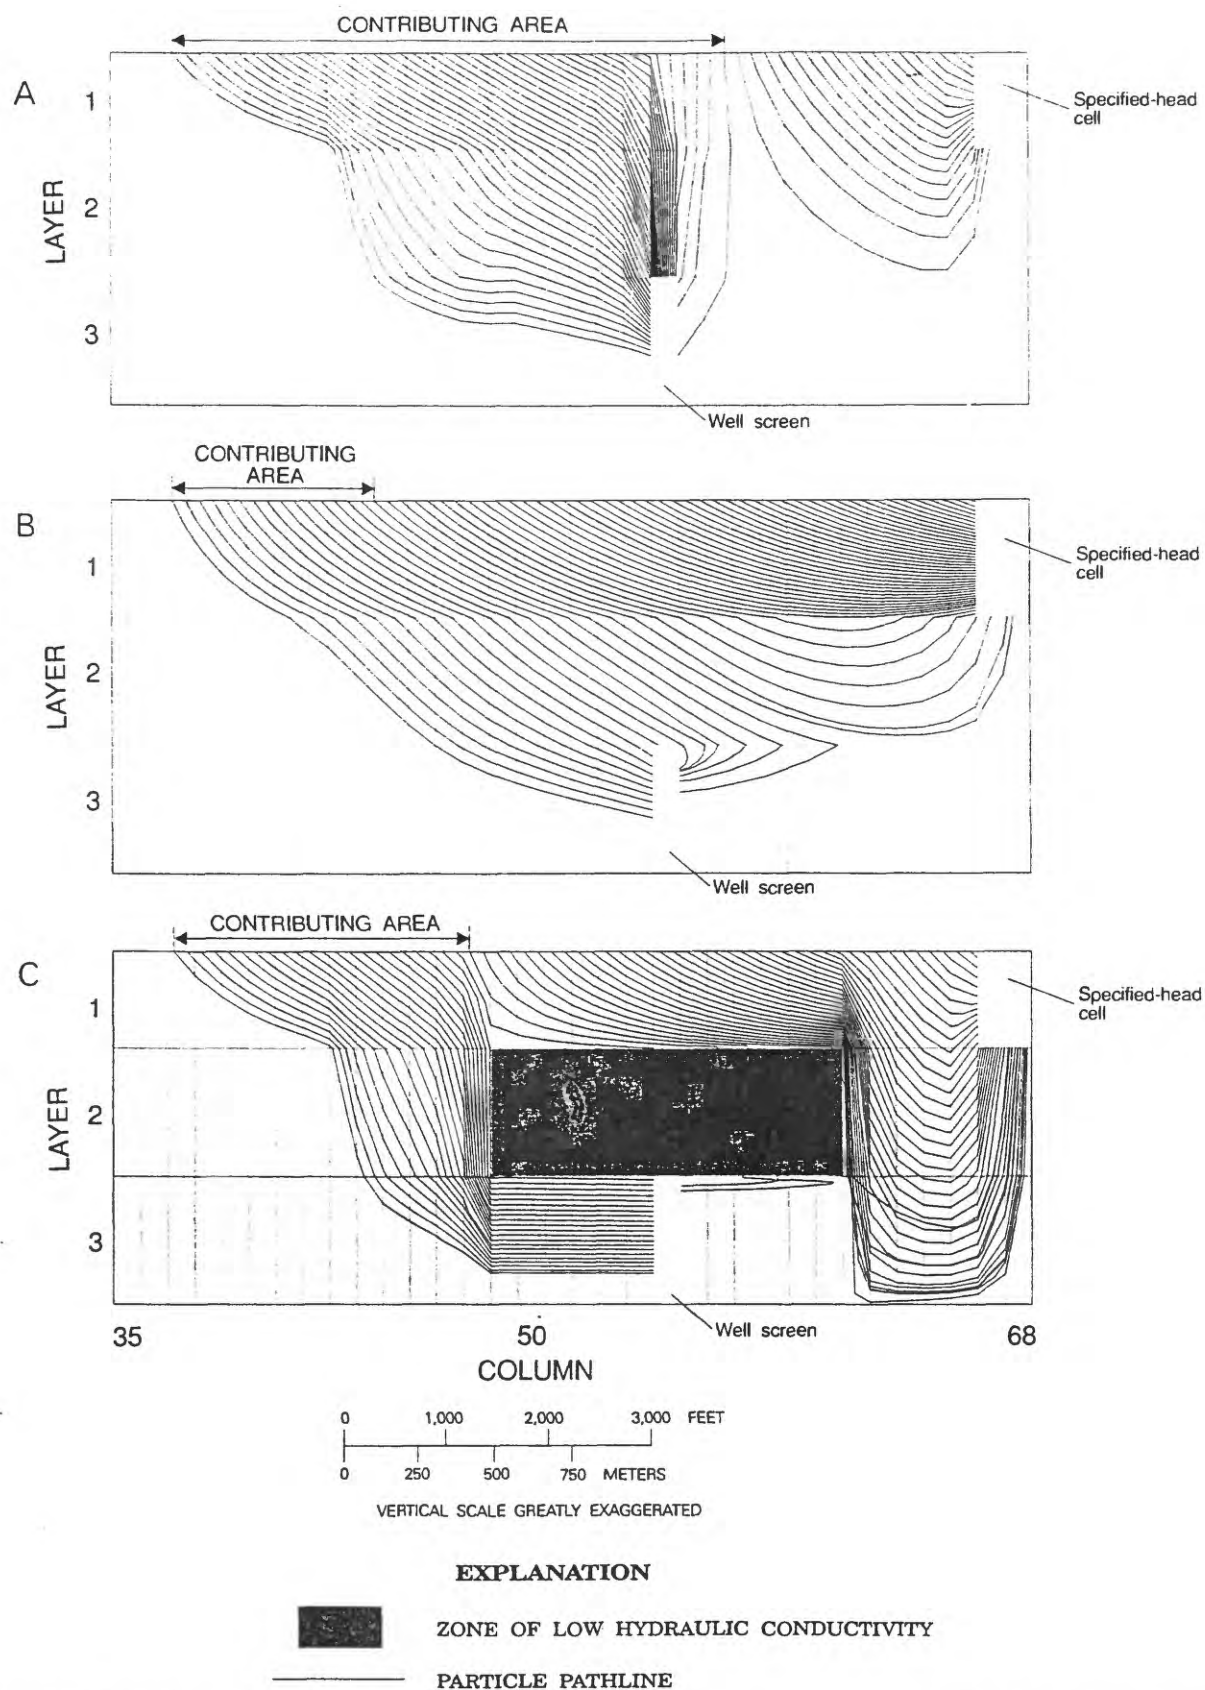 CONTRIBUTING AREA
A
1
Specified-head
cell
LAYER
2
3
Well screen
CONTRIBUTING
AREA
B
1
Specified-head
cell
LAYER
2
3
Well screen
CONTRIBUTING AREA
C
1
Specified-head
cell
LAYER
2
3
Well screen
35 50 68
COLUMN
0 1,000 2,000 3,000 FEET
0 250 500 750 METERS
VERTICAL SCALE GREATLY EXAGGERATED
EXPLANATION
ZONE OF LOW HYDRAULIC CONDUCTIVITY
PARTICLE PATHLINE